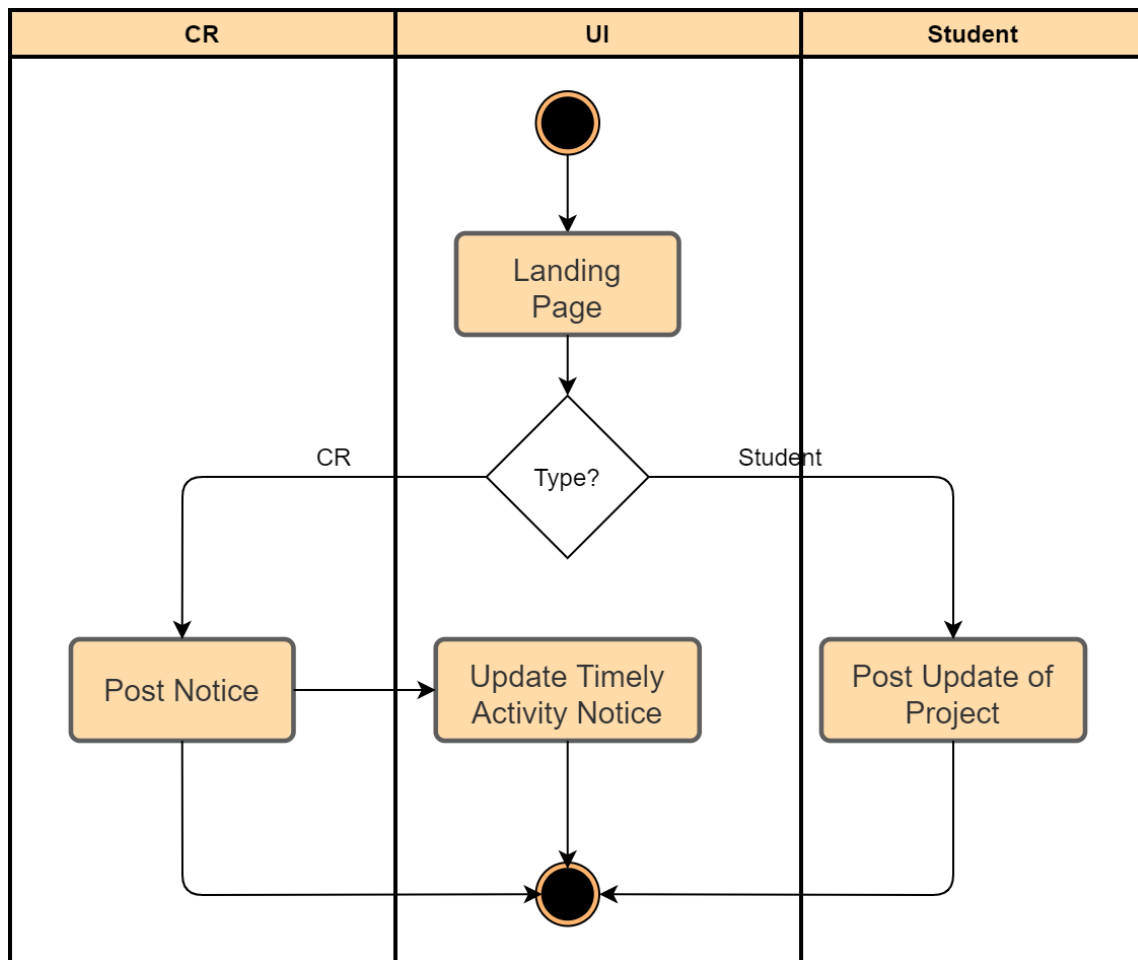 CR
UI
Student
Landing
Page
CR
Type?
Student
Post Notice
Update Timely
Activity Notice
Post Update of
Project